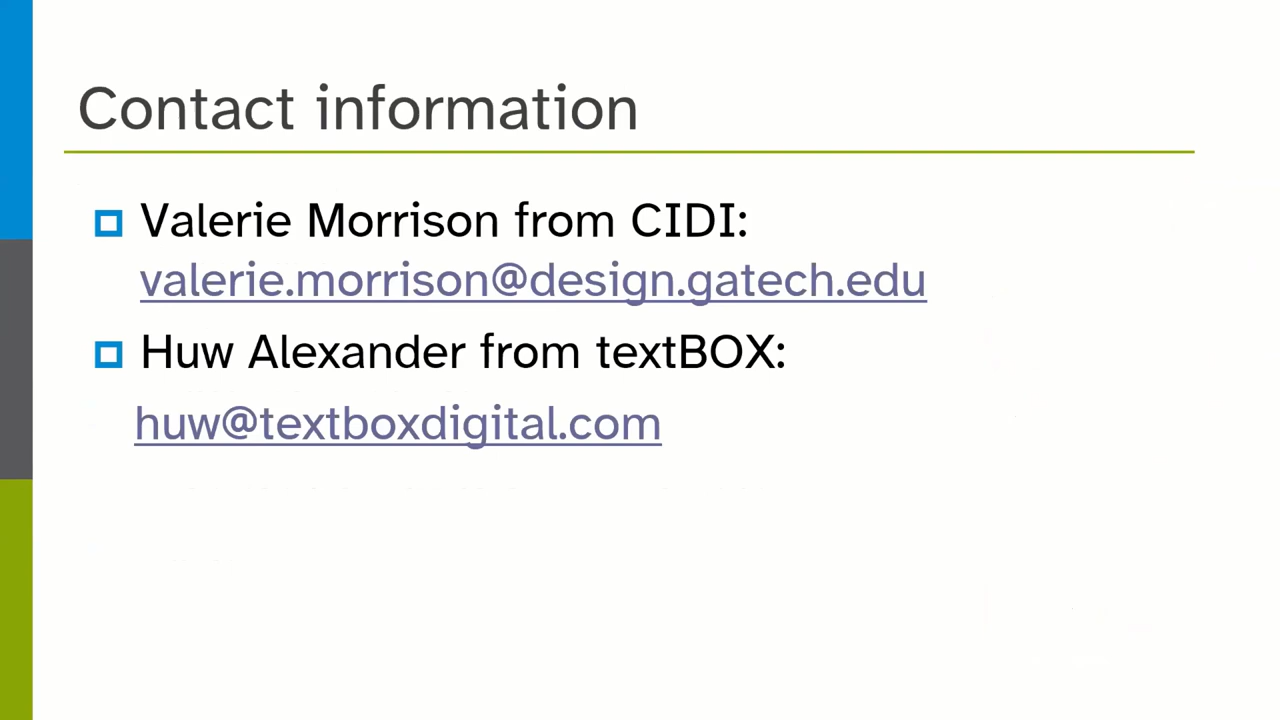 Contact information
Valerie Morrison from CIDI:
valerie.morrison@design.gatech.edu
Huw Alexander from textBOX:
huw@textboxdigital.com